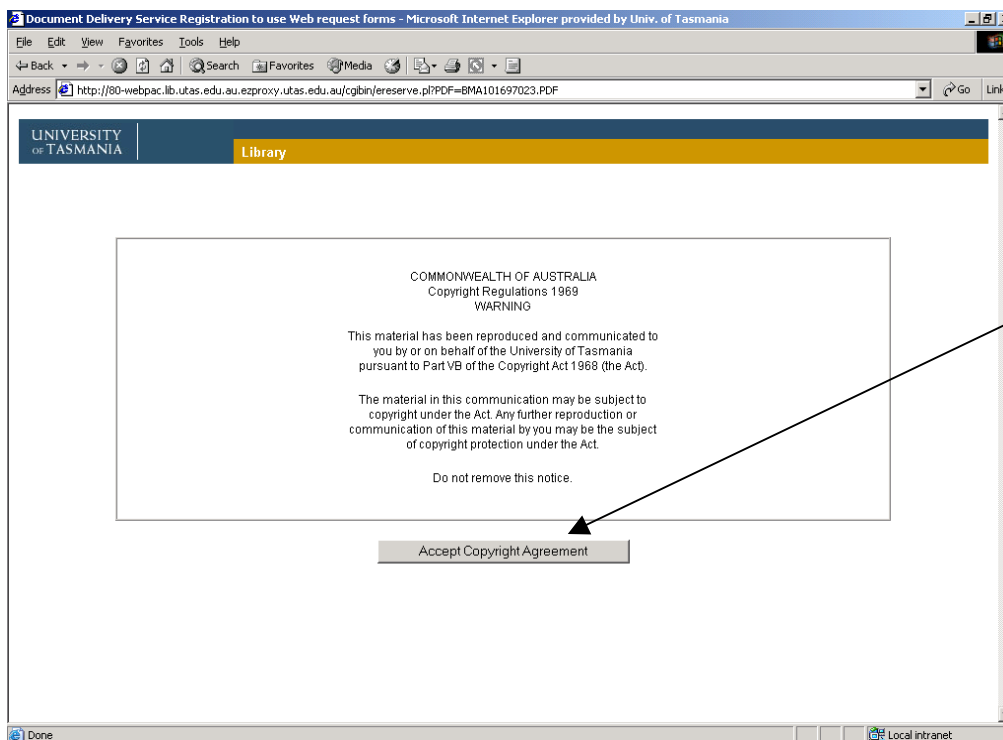 Document Delivery Service Registration to use Web request forms - Microsoft Internet Explorer provided by Univ. of Tasmania
File Edit View Favorites Tools Help
Back Search Favorites Media
Address http://80-webpac.lib.utas.edu.au.ezproxy.utas.edu.au/cgibin/ereserve.pl?PDF=BMA101697023.PDF Go Link
UNIVERSITY
OF TASMANIA
Library
COMMONWEALTH OF AUSTRALIA
Copyright Regulations 1969
WARNING
This material has been reproduced and communicated to
you by or on behalf of the University of Tasmania
pursuant to Part VB of the Copyright Act 1968 (the Act).
The material in this communication may be subject to
copyright under the Act. Any further reproduction or
communication of this material by you may be the subject
of copyright protection under the Act.
Do not remove this notice.
Accept Copyright Agreement
Done Local intranet